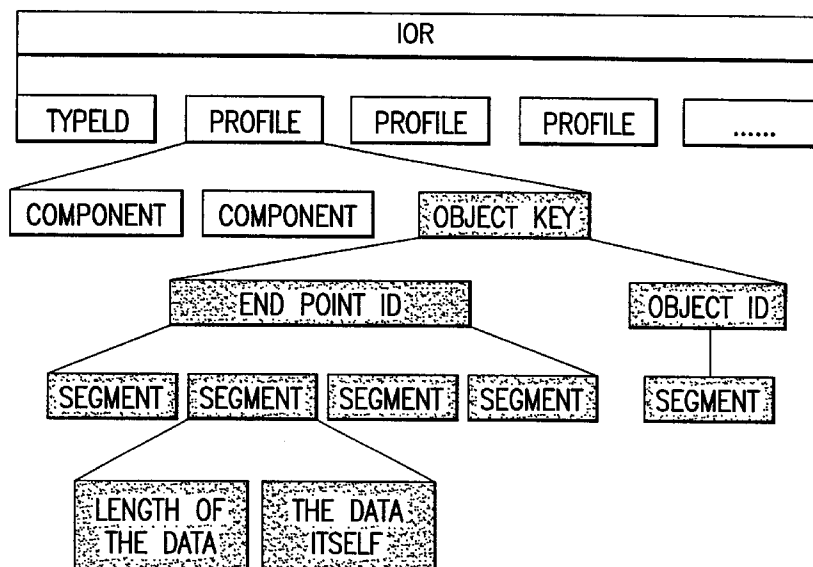 IOR
TYPELD PROFILE PROFILE PROFILE ......
COMPONENT COMPONENT OBJECT KEY
END POINT ID OBJECT ID
SEGMENT SEGMENT SEGMENT SEGMENT SEGMENT
LENGTH OF
THE DATA
THE DATA
ITSELF